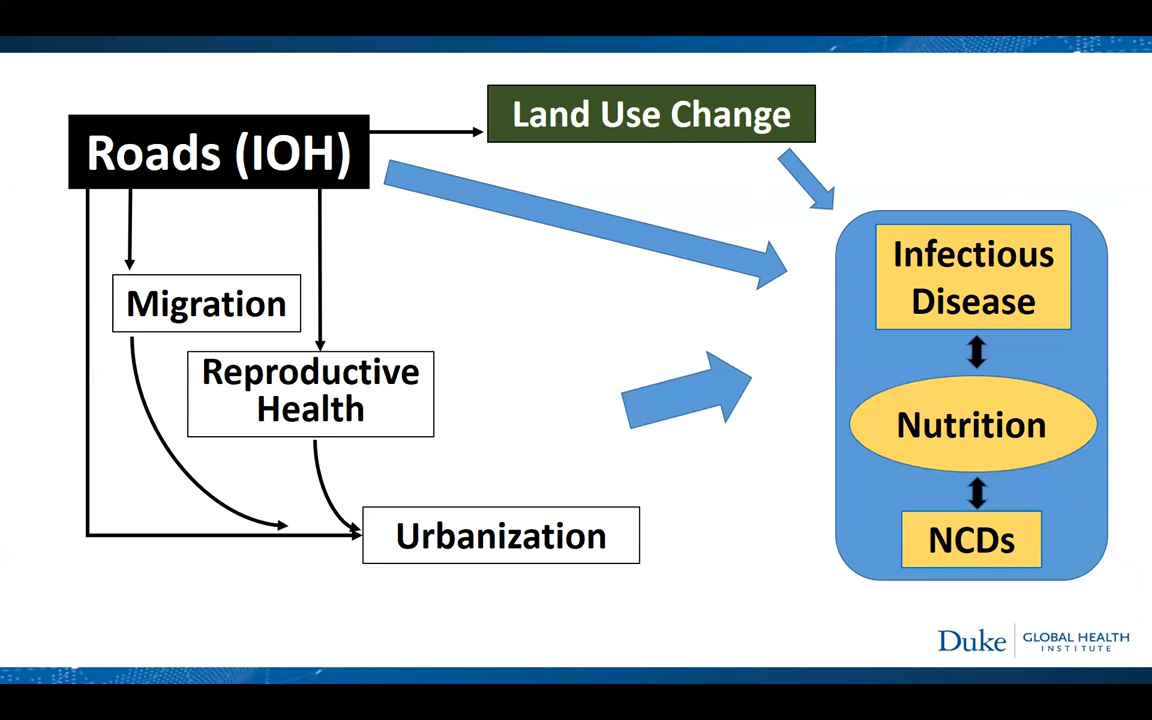 Roads (IOH)
Land Use Change
Migration
Reproductive
Health
Urbanization
Infectious
Disease
Nutrition
NCDs
Duke
GLOBAL HEALTH
INSTITUTE